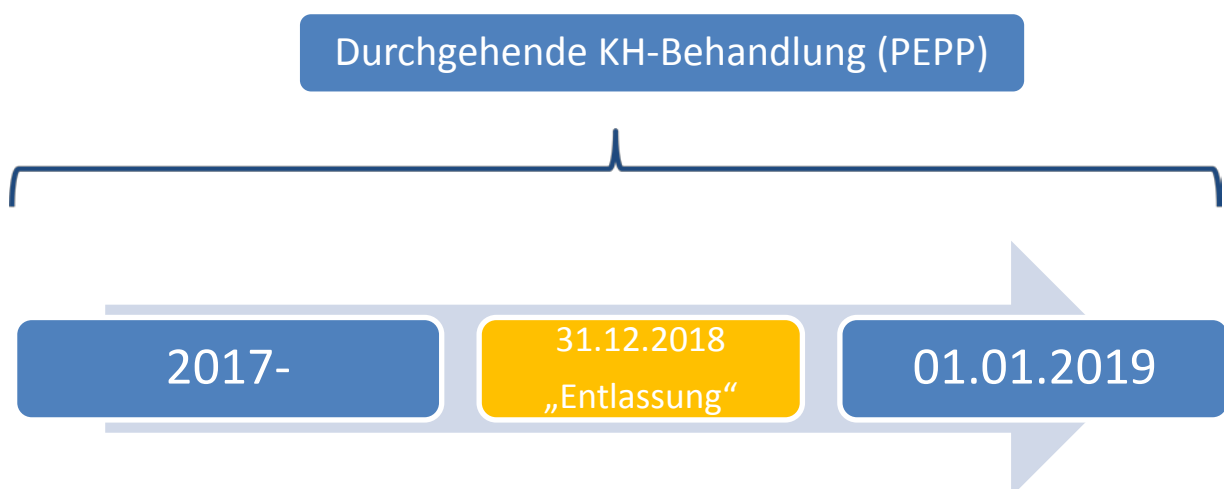 Durchgehende KH-Behandlung (PEPP)
2017-
31.12.2018
„Entlassung“
01.01.2019